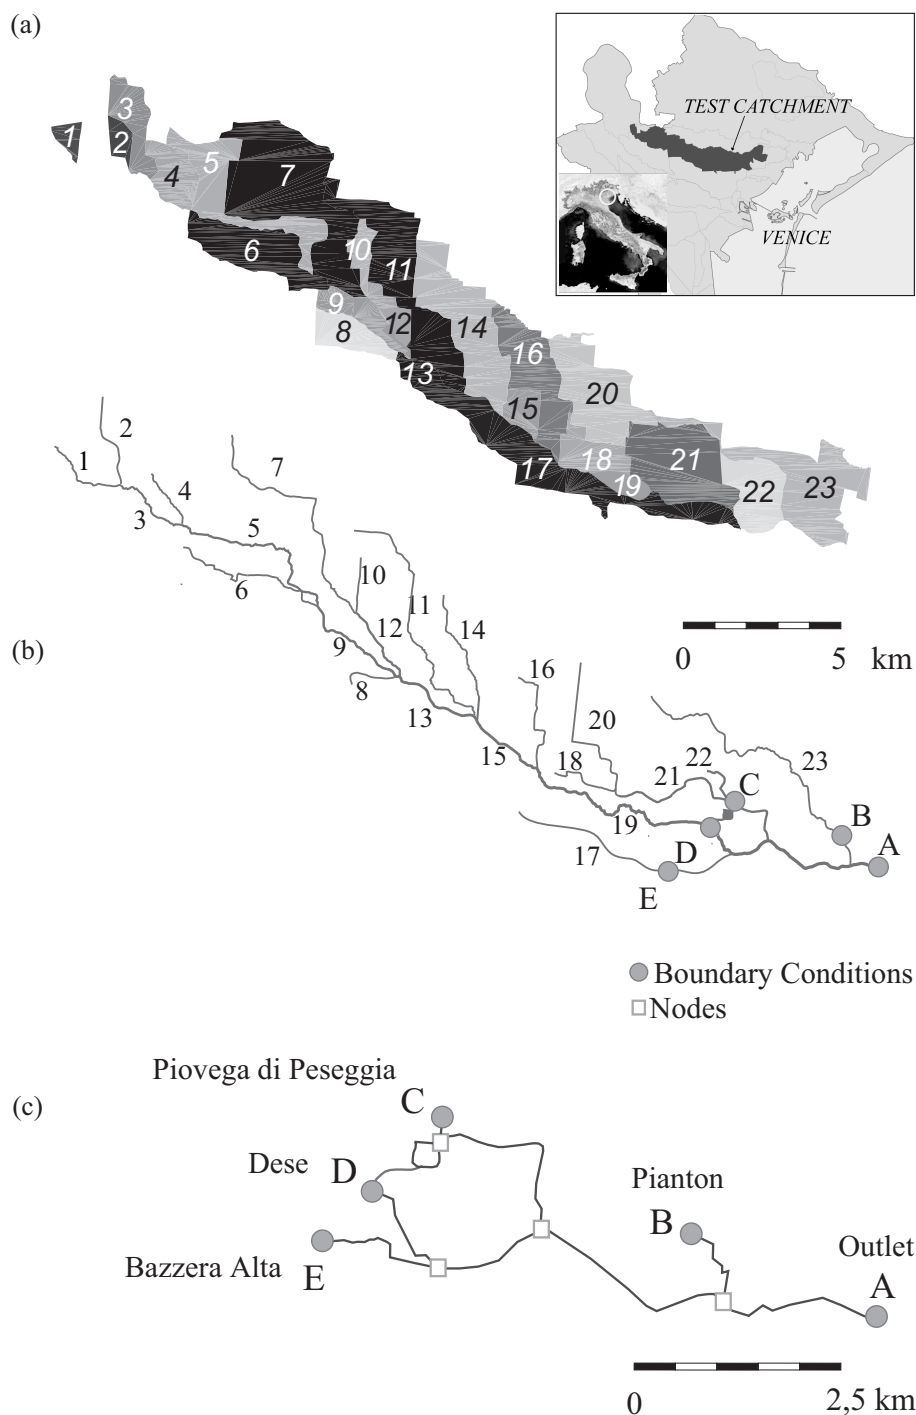 (a)
TEST CATCHMENT
VENICE
1
2
3
4
5
6
7
8
9
10
11
12
13
14
15
16
17
18
19
20
21
22
23
(b)
1
2
3
4
5
6
7
8
9
10
11
12
13
14
15
16
17
18
19
20
21
22
23
C
B
A
D
E
0 5 km
Boundary Conditions
Nodes
(c)
Piovega di Peseggia
C
Dese D
Bazzera Alta E
Pianton
B
Outlet
A
0 2,5 km